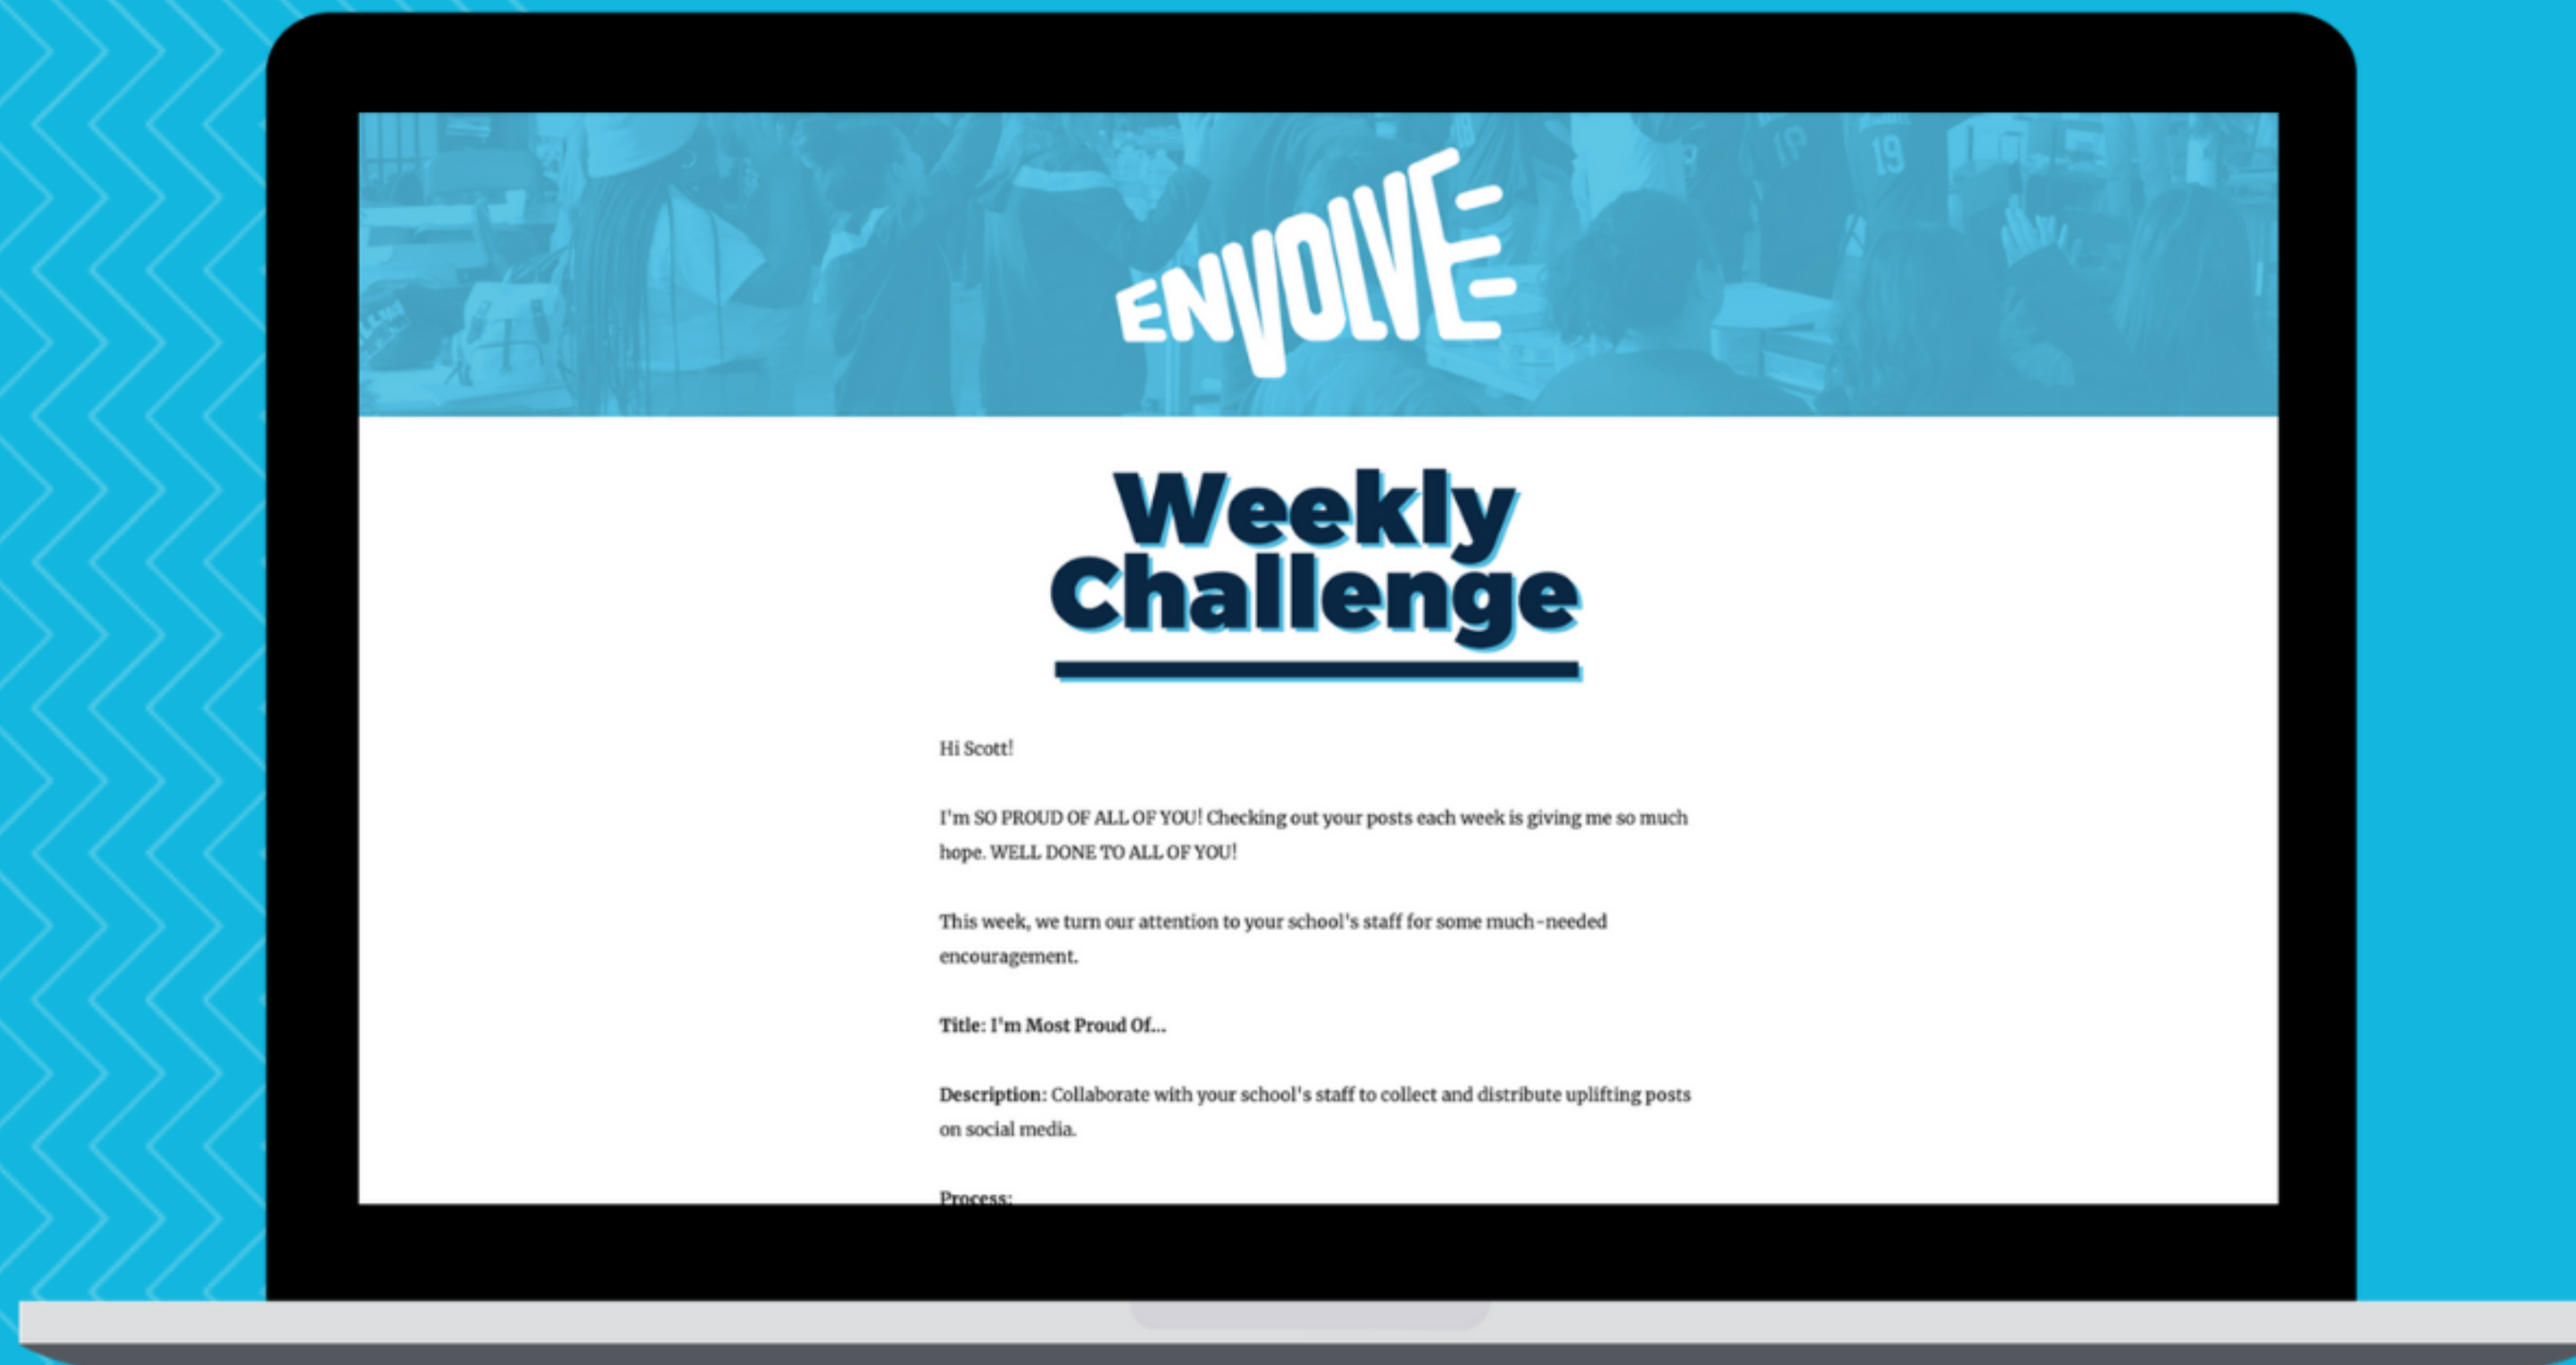 ENVOLVE
19
Weekly
Challenge
Hi Scott!
I'm SO PROUD OF ALL OF YOU! Checking out your posts each week is giving me so much
hope. WELL DONE TO ALL OF YOU!
This week, we turn our attention to your school's staff for some much-needed
encouragement.
Title: I'm Most Proud Of...
Description: Collaborate with your school's staff to collect and distribute uplifting posts
on social media.
Process: